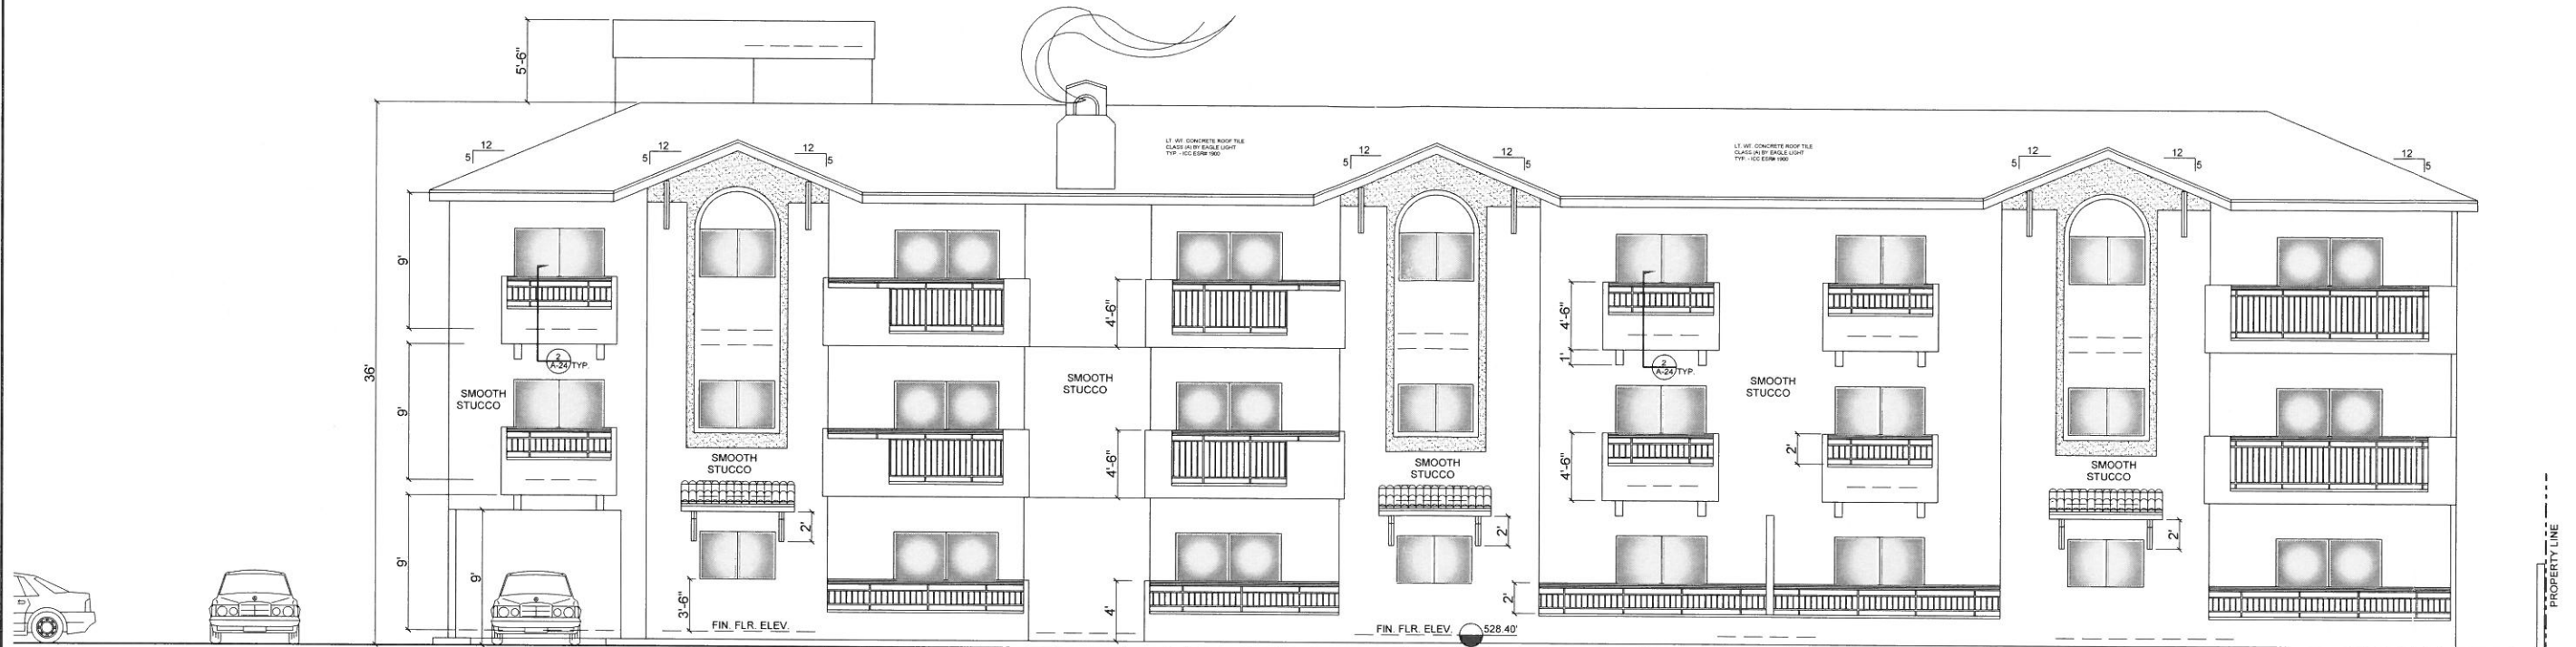 5'-6"
36'
12
5
12
5
12
5
LT. WT. CONCRETE ROOF TILE
CLASS (A) BY EAGLE LIGHT
TYP. - ICC ESR# 1900
12
5
12
5
LT. WT. CONCRETE ROOF TILE
CLASS (A) BY EAGLE LIGHT
TYP. - ICC ESR# 1900
12
5
12
5
12
5
9'
4'-6"
4'-6"
1'
2
A-24 TYP.
2
A-24 TYP.
9'
SMOOTH
STUCCO
SMOOTH
STUCCO
SMOOTH
STUCCO
SMOOTH
STUCCO
4'-6"
SMOOTH
STUCCO
4'-6"
2'
SMOOTH
STUCCO
9'
9'
2'
2'
2'
3'-6"
4'
2'
FIN. FLR. ELEV.
FIN. FLR. ELEV. 528.40'
PROPERTY LINE